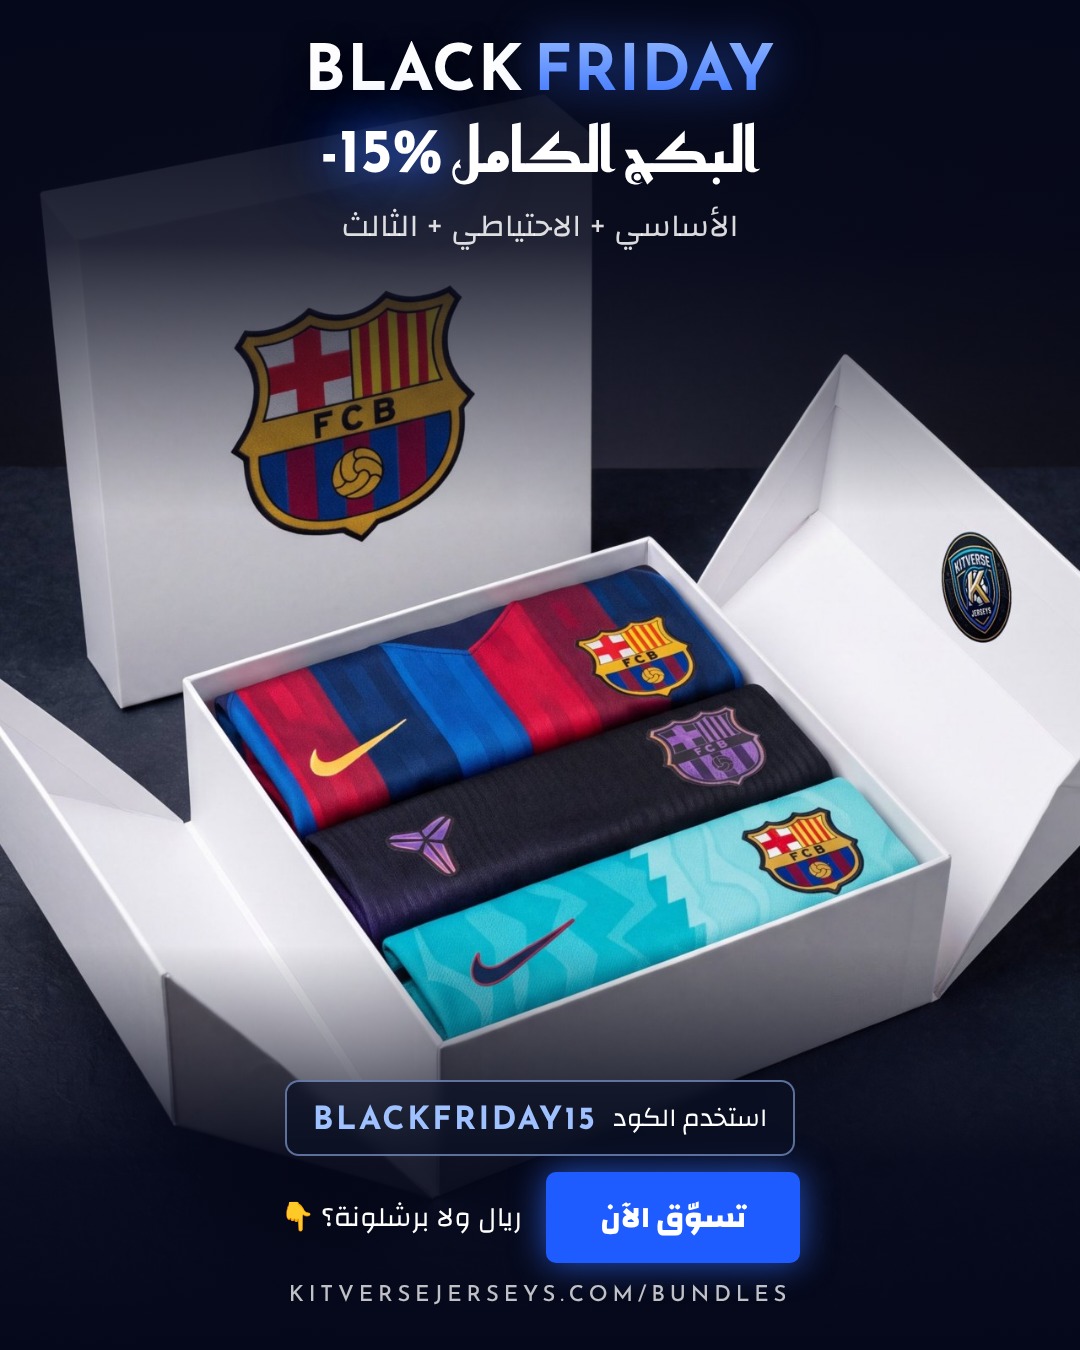 BLACK FRIDAY
البكج الكامل 15%-
الأساسي + الاحتياطي + الثالث
FCB
KITVERSE
K
JERSEYS
FCB
FCB
FCB
استخدم الكود BLACKFRIDAY15
تسوّق الآن
ريال ولا برشلونة؟ 👇
KITVERSEJERSEYS.COM/BUNDLES